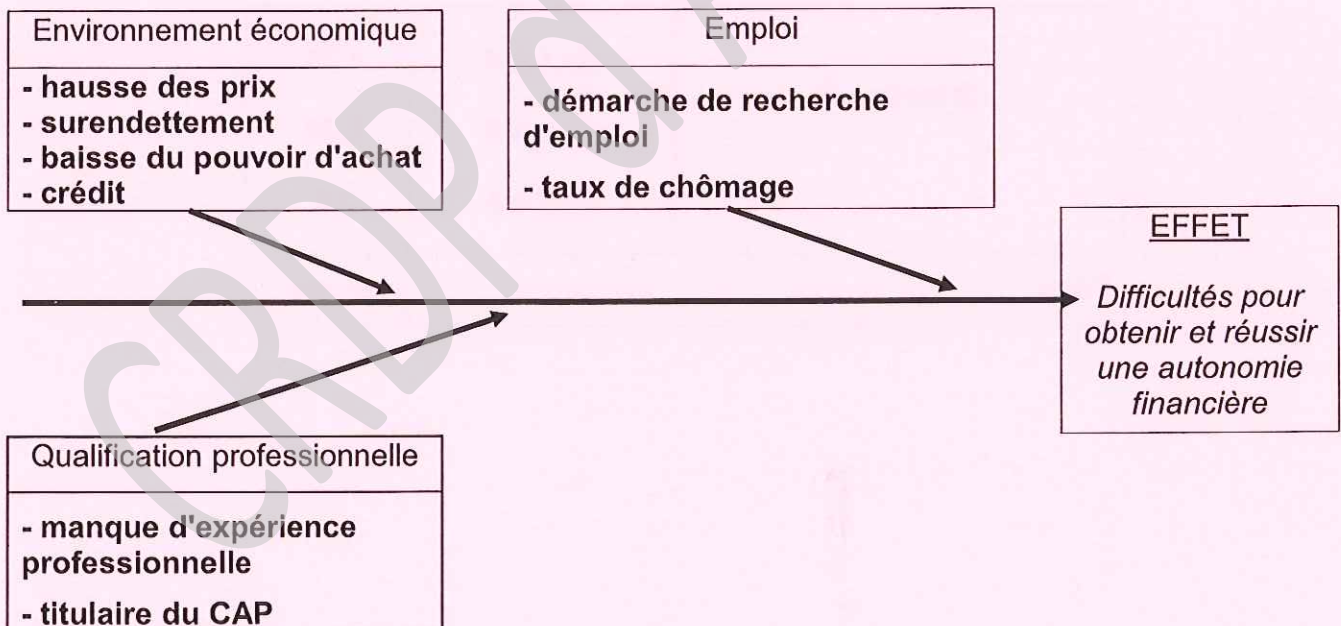 Environnement économique
- hausse des prix
- surendettement
- baisse du pouvoir d'achat
- crédit
Emploi
- démarche de recherche
d'emploi
- taux de chômage
EFFET
Difficultés pour
obtenir et réussir
une autonomie
financière
Qualification professionnelle
- manque d'expérience
professionnelle
- titulaire du CAP
CRDP